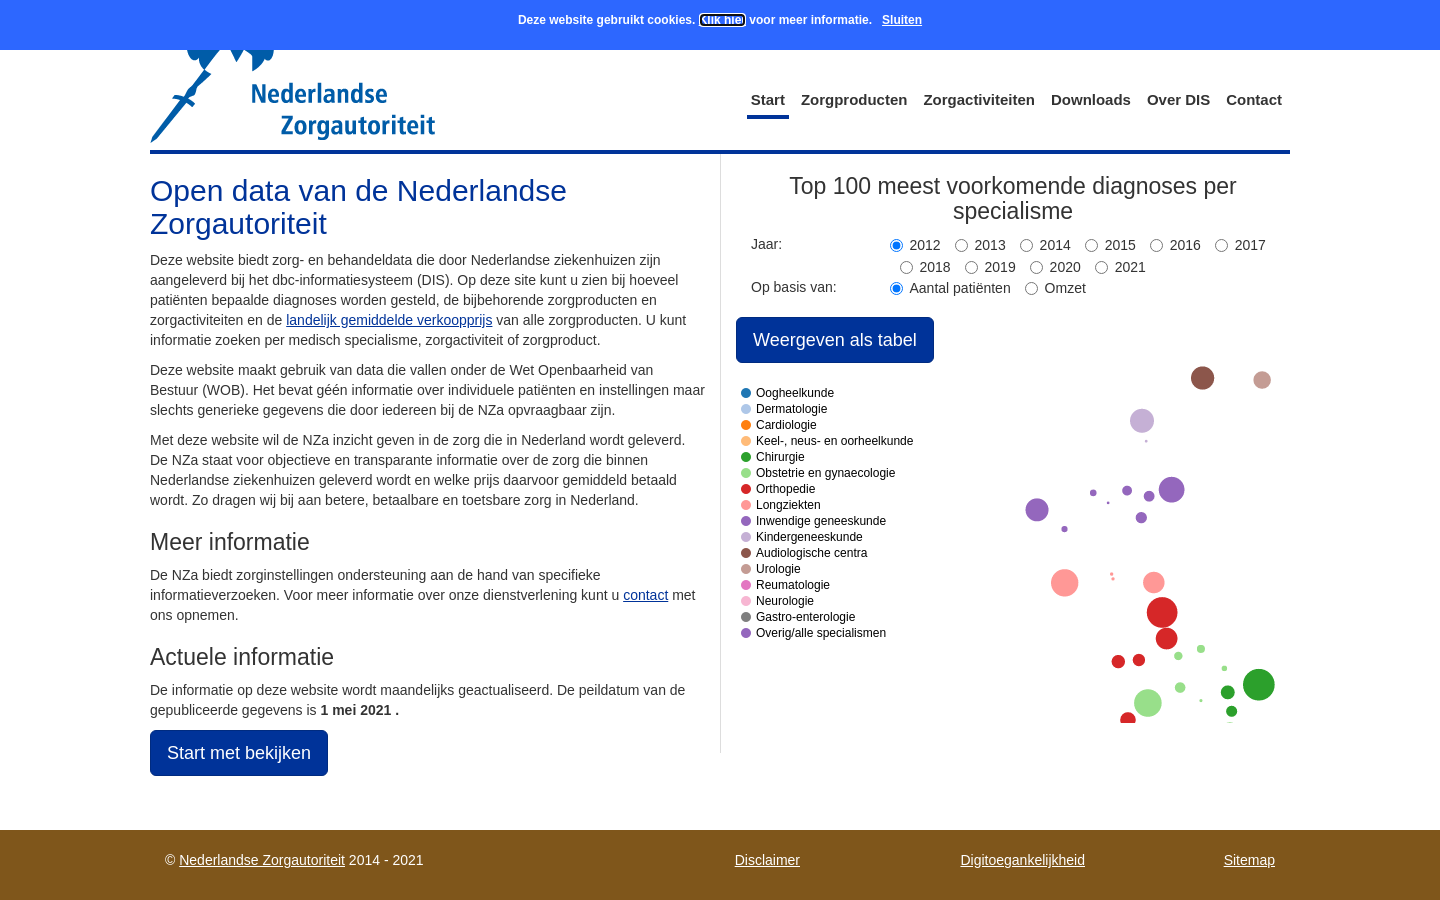 Deze website gebruikt cookies. Klik hier voor meer informatie. Sluiten
Nederlandse
Zorgautoriteit
Start Zorgproducten Zorgactiviteiten Downloads Over DIS Contact
Open data van de Nederlandse
Zorgautoriteit
Deze website biedt zorg- en behandeldata die door Nederlandse ziekenhuizen zijn
aangeleverd bij het dbc-informatiesysteem (DIS). Op deze site kunt u zien bij hoeveel
patiënten bepaalde diagnoses worden gesteld, de bijbehorende zorgproducten en
zorgactiviteiten en de landelijk gemiddelde verkoopprijs van alle zorgproducten. U kunt
informatie zoeken per medisch specialisme, zorgactiviteit of zorgproduct.
Deze website maakt gebruik van data die vallen onder de Wet Openbaarheid van
Bestuur (WOB). Het bevat géén informatie over individuele patiënten en instellingen maar
slechts generieke gegevens die door iedereen bij de NZa opvraagbaar zijn.
Met deze website wil de NZa inzicht geven in de zorg die in Nederland wordt geleverd.
De NZa staat voor objectieve en transparante informatie over de zorg die binnen
Nederlandse ziekenhuizen geleverd wordt en welke prijs daarvoor gemiddeld betaald
wordt. Zo dragen wij bij aan betere, betaalbare en toetsbare zorg in Nederland.
Meer informatie
De NZa biedt zorginstellingen ondersteuning aan de hand van specifieke
informatieverzoeken. Voor meer informatie over onze dienstverlening kunt u contact met
ons opnemen.
Actuele informatie
De informatie op deze website wordt maandelijks geactualiseerd. De peildatum van de
gepubliceerde gegevens is 1 mei 2021 .
Start met bekijken
Top 100 meest voorkomende diagnoses per
specialisme
Jaar: 2012 2013 2014 2015 2016 2017
2018 2019 2020 2021
Op basis van: Aantal patiënten Omzet
Weergeven als tabel
Oogheelkunde
Dermatologie
Cardiologie
Keel-, neus- en oorheelkunde
Chirurgie
Obstetrie en gynaecologie
Orthopedie
Longziekten
Inwendige geneeskunde
Kindergeneeskunde
Audiologische centra
Urologie
Reumatologie
Neurologie
Gastro-enterologie
Overig/alle specialismen
© Nederlandse Zorgautoriteit 2014 - 2021 Disclaimer Digitoegankelijkheid Sitemap